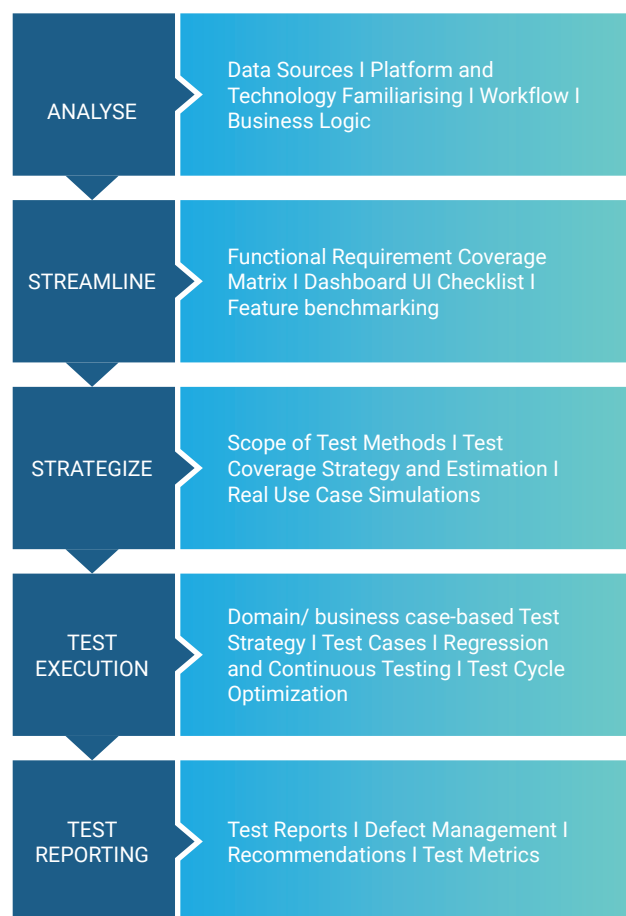 ANALYSE
Data Sources I Platform and
Technology Familiarising I Workflow I
Business Logic
STREAMLINE
Functional Requirement Coverage
Matrix I Dashboard UI Checklist I
Feature benchmarking
STRATEGIZE
Scope of Test Methods I Test
Coverage Strategy and Estimation I
Real Use Case Simulations
TEST
EXECUTION
Domain/ business case-based Test
Strategy I Test Cases I Regression
and Continuous Testing I Test Cycle
Optimization
TEST
REPORTING
Test Reports I Defect Management I
Recommendations I Test Metrics